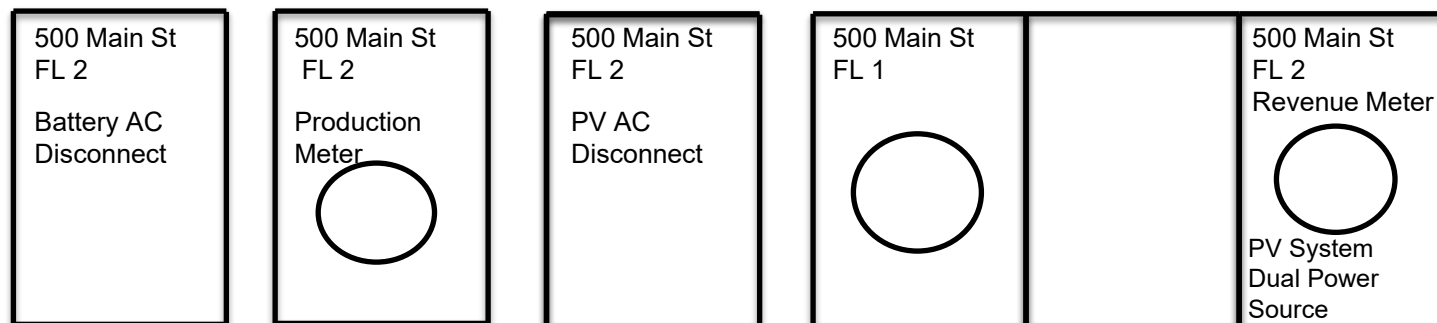 500 Main St
FL 2
Battery AC
Disconnect
500 Main St
FL 2
Production
Meter
500 Main St
FL 2
PV AC
Disconnect
500 Main St
FL 1
500 Main St
FL 2
Revenue Meter
PV System
Dual Power
Source